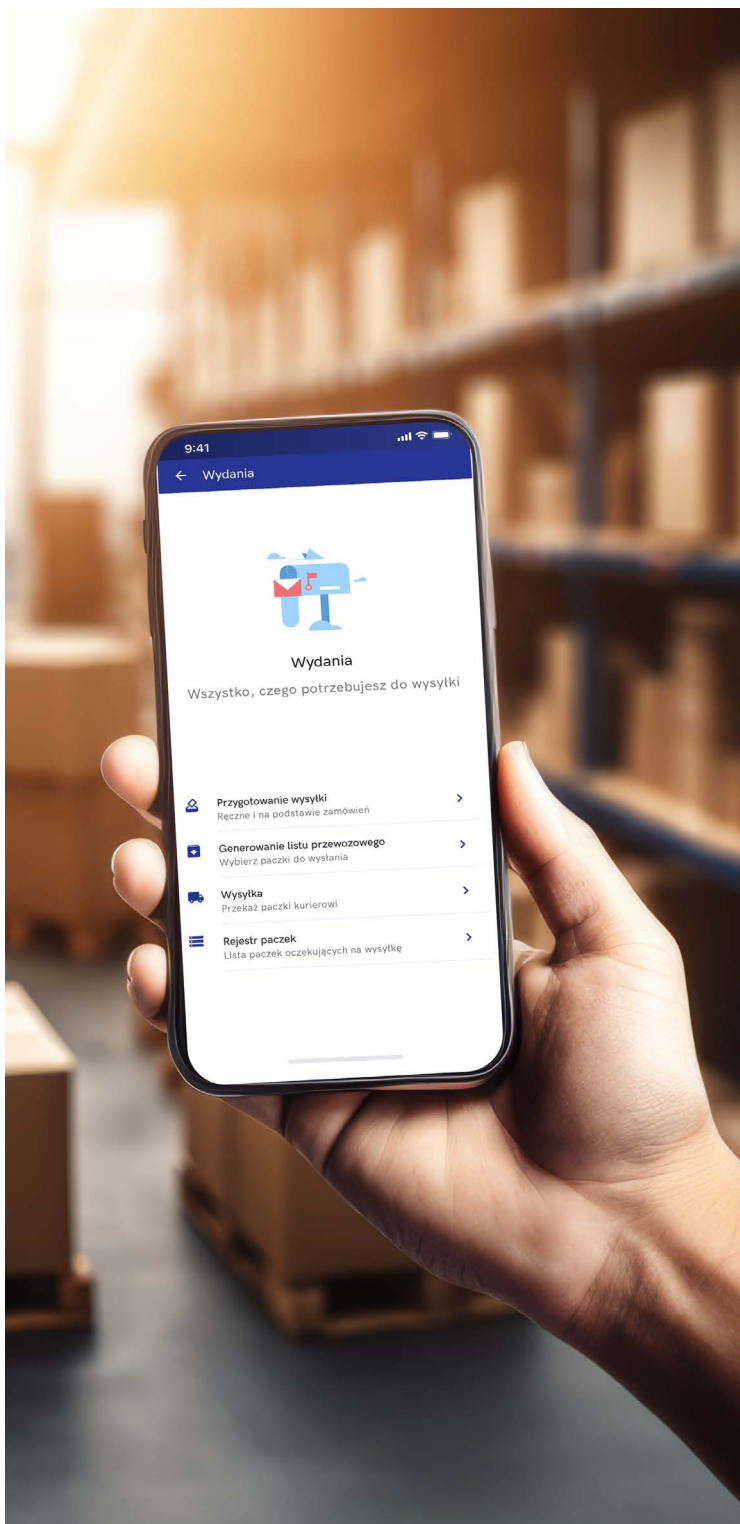 9:41
Wydania
Wydania
Wszystko, czego potrzebujesz do wysyłki
Przygotowanie wysyłki
Ręczne i na podstawie zamówień
Generowanie listu przewozowego
Wybierz paczki do wysłania
Wysyłka
Przekaż paczki kurierowi
Rejestr paczek
Lista paczek oczekujących na wysyłkę